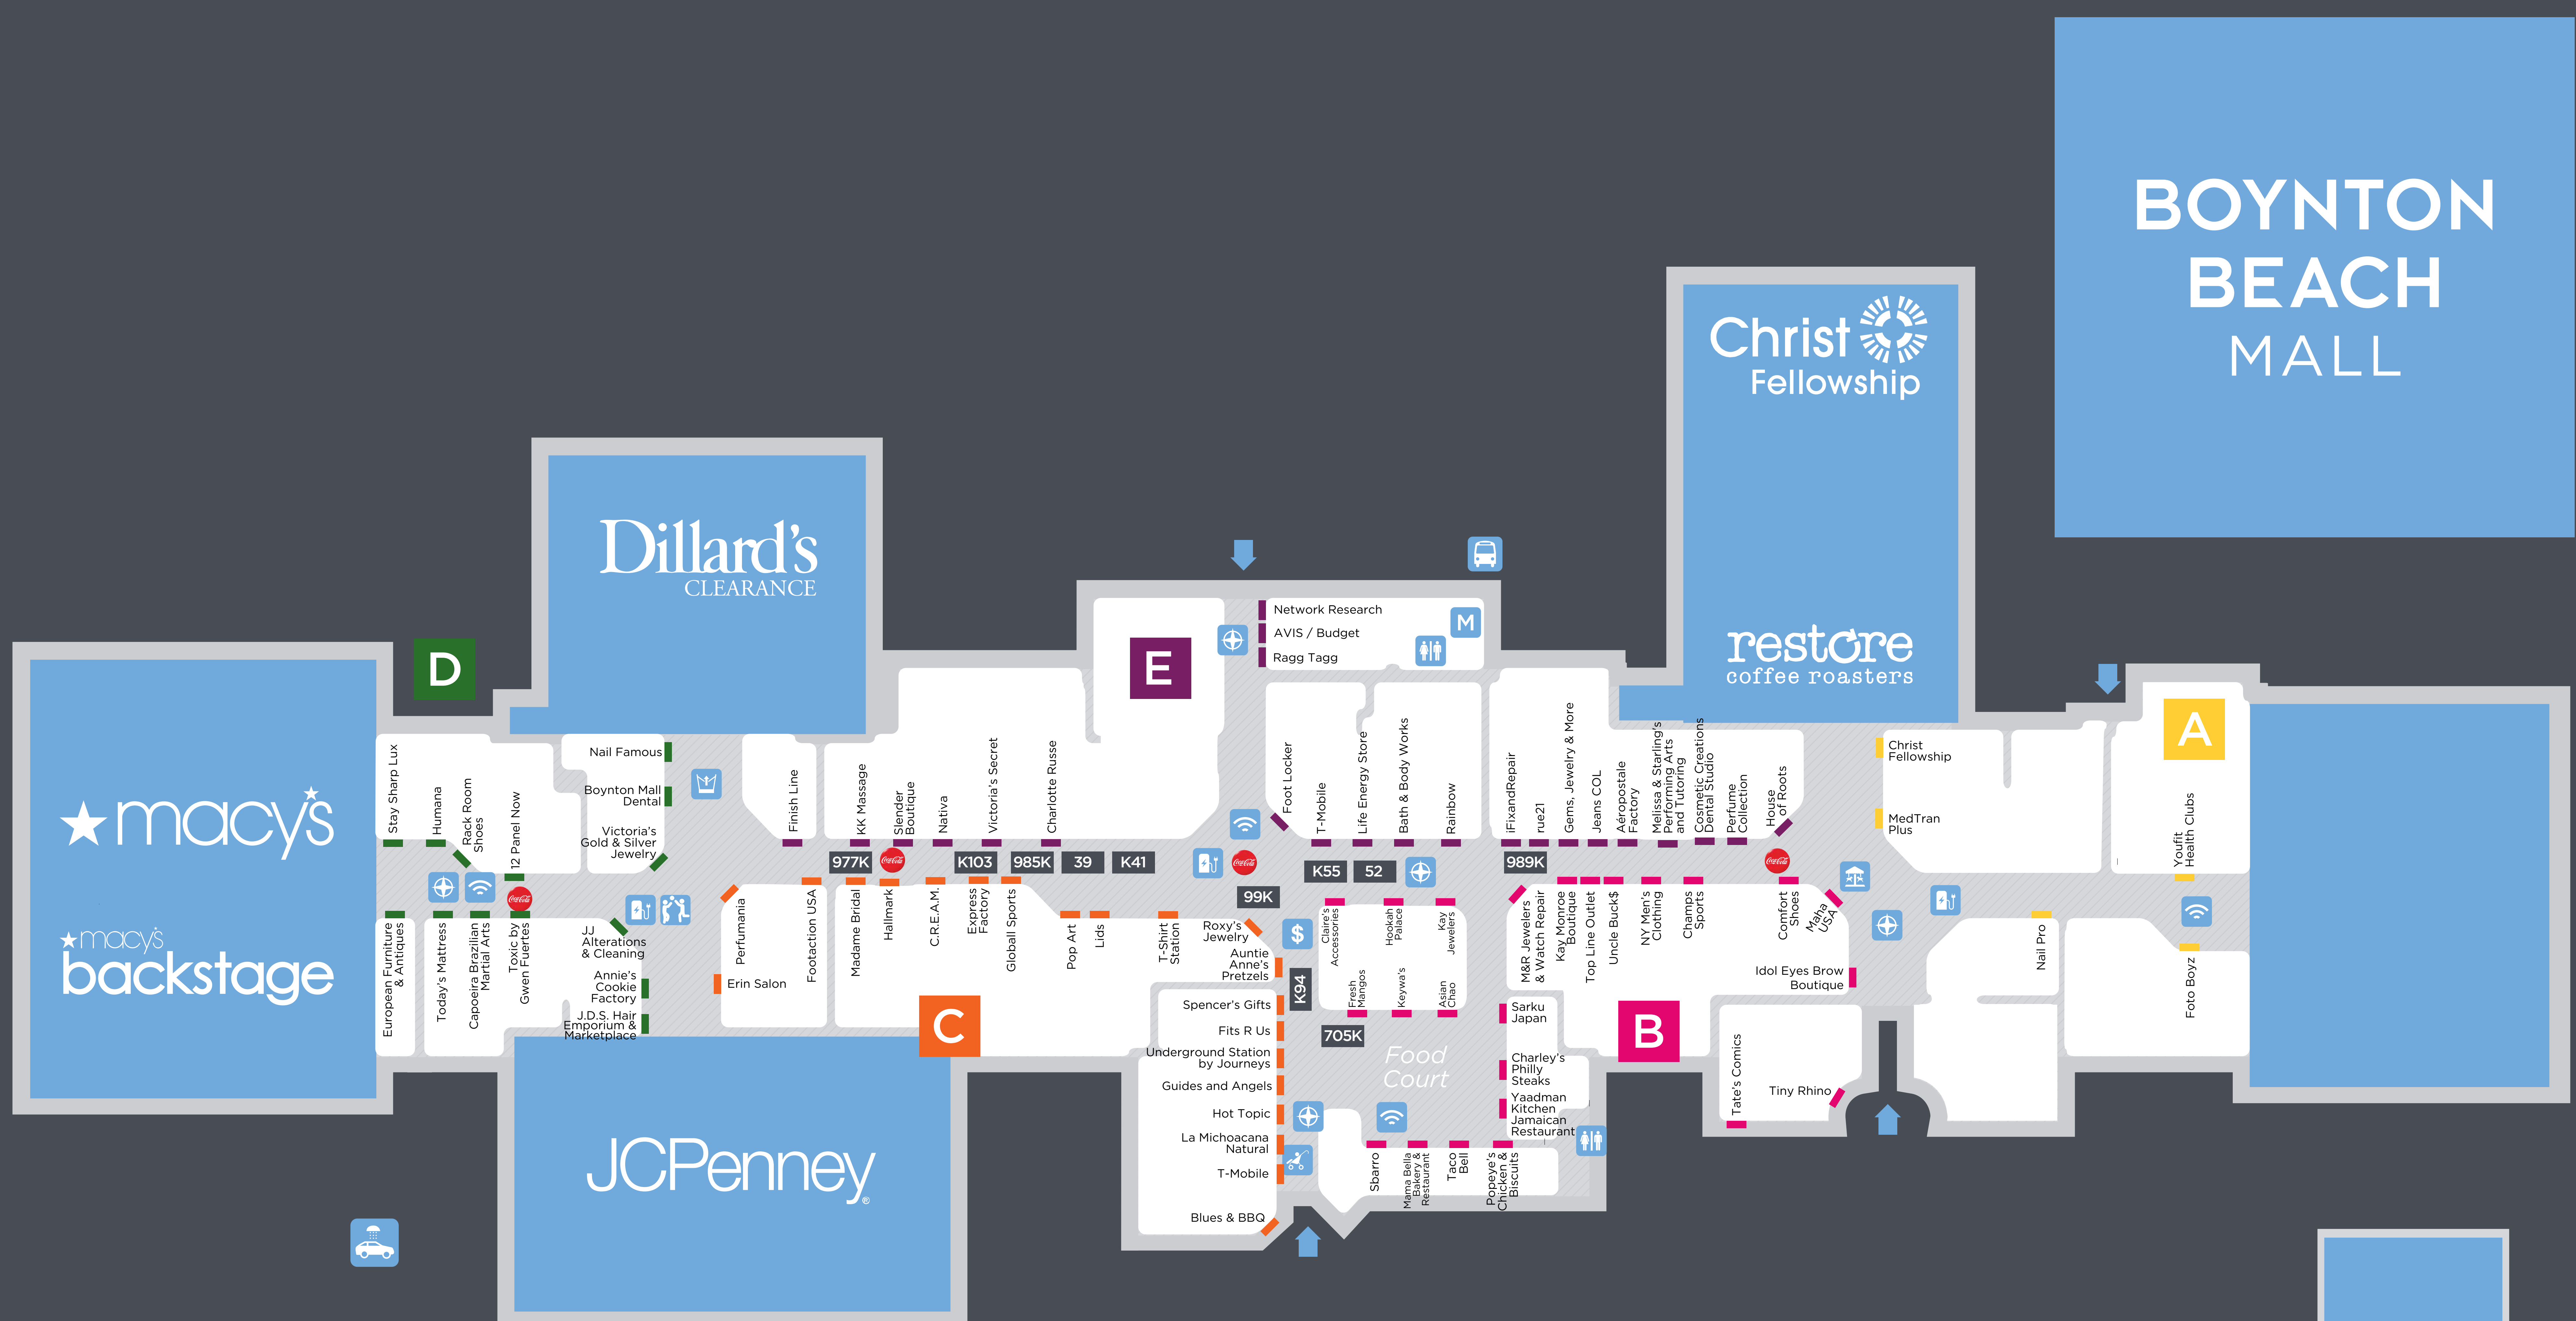 BOYNTON
BEACH
MALL
Christ
Fellowship
restore
coffee roasters
Dillard's
CLEARANCE
macy's
macy's
backstage
JCPenney
®
D
E
A
C
B
M
$
Network Research
AVIS / Budget
Ragg Tagg
Stay Sharp Lux
Humana
Rack Room
Shoes
12 Panel Now
Nail Famous
Boynton Mall
Dental
Victoria's
Gold & Silver
Jewelry
Finish Line
KK Massage
Slender
Boutique
Nativa
Victoria's Secret
Charlotte Russe
Foot Locker
T-Mobile
Life Energy Store
Bath & Body Works
Rainbow
iFixandRepair
rue21
Gems, Jewelry & More
Jeans COL
Aéropostale
Factory
Melissa & Starling's
Performing Arts
and Tutoring
Cosmetic Creations
Dental Studio
Perfume
Collection
House
of Roots
Christ
Fellowship
MedTran
Plus
Youfit
Health Clubs
977K
Coca-Cola
K103
985K
39
K41
Coca-Cola
K55
52
989K
Coca-Cola
99K
Coca-Cola
K94
705K
European Furniture
& Antiques
Today's Mattress
Capoeira Brazilian
Martial Arts
Toxic by
Gwen Fuertes
JJ
Alterations
& Cleaning
Annie's
Cookie
Factory
J.D.S. Hair
Emporium &
Marketplace
Perfumania
Erin Salon
Footaction USA
Madame Bridal
Hallmark
C.R.E.A.M.
Express
Factory
Globall Sports
Pop Art
Lids
T-Shirt
Station
Roxy's
Jewelry
Auntie
Anne's
Pretzels
Spencer's Gifts
Fits R Us
Underground Station
by Journeys
Guides and Angels
Hot Topic
La Michoacana
Natural
T-Mobile
Blues & BBQ
Claire's
Accessories
Hookah
Palace
Kay
Jewelers
Fresh
Mangos
Keywa's
Asian
Chao
Food
Court
M&R Jewelers
& Watch Repair
Kay Monroe
Boutique
Top Line Outlet
Uncle Buck$
NY Men's
Clothing
Champs
Sports
Comfort
Shoes
Maha
USA
Idol Eyes Brow
Boutique
Sarku
Japan
Charley's
Philly
Steaks
Yaadman
Kitchen
Jamaican
Restaurant
Sbarro
Mama Bella
Bakery &
Restaurant
Taco
Bell
Popeye's
Chicken &
Biscuits
Tate's Comics
Tiny Rhino
Nail Pro
Foto Boyz